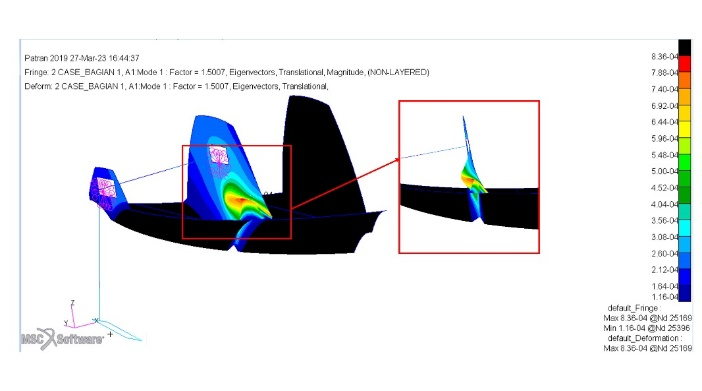 Patran 2019 27-Mar-23 16:44:37
Fringe: 2 CASE_BAGIAN 1, A1:Mode 1 : Factor = 1.5007, Eigenvectors, Translational, Magnitude, (NON-LAYERED)
Deform: 2 CASE_BAGIAN 1, A1:Mode 1 : Factor = 1.5007, Eigenvectors, Translational,
8.36-04
7.88-04
7.40-04
6.92-04
6.44-04
5.96-04
5.48-04
5.00-04
4.52-04
4.04-04
3.56-04
3.08-04
2.60-04
2.12-04
1.64-04
1.16-04
default_Fringe :
Max 8.36-04 @Nd 25169
Min 1.16-04 @Nd 25396
default_Deformation :
Max 8.36-04 @Nd 25169
Z
Y
X
MSC Software